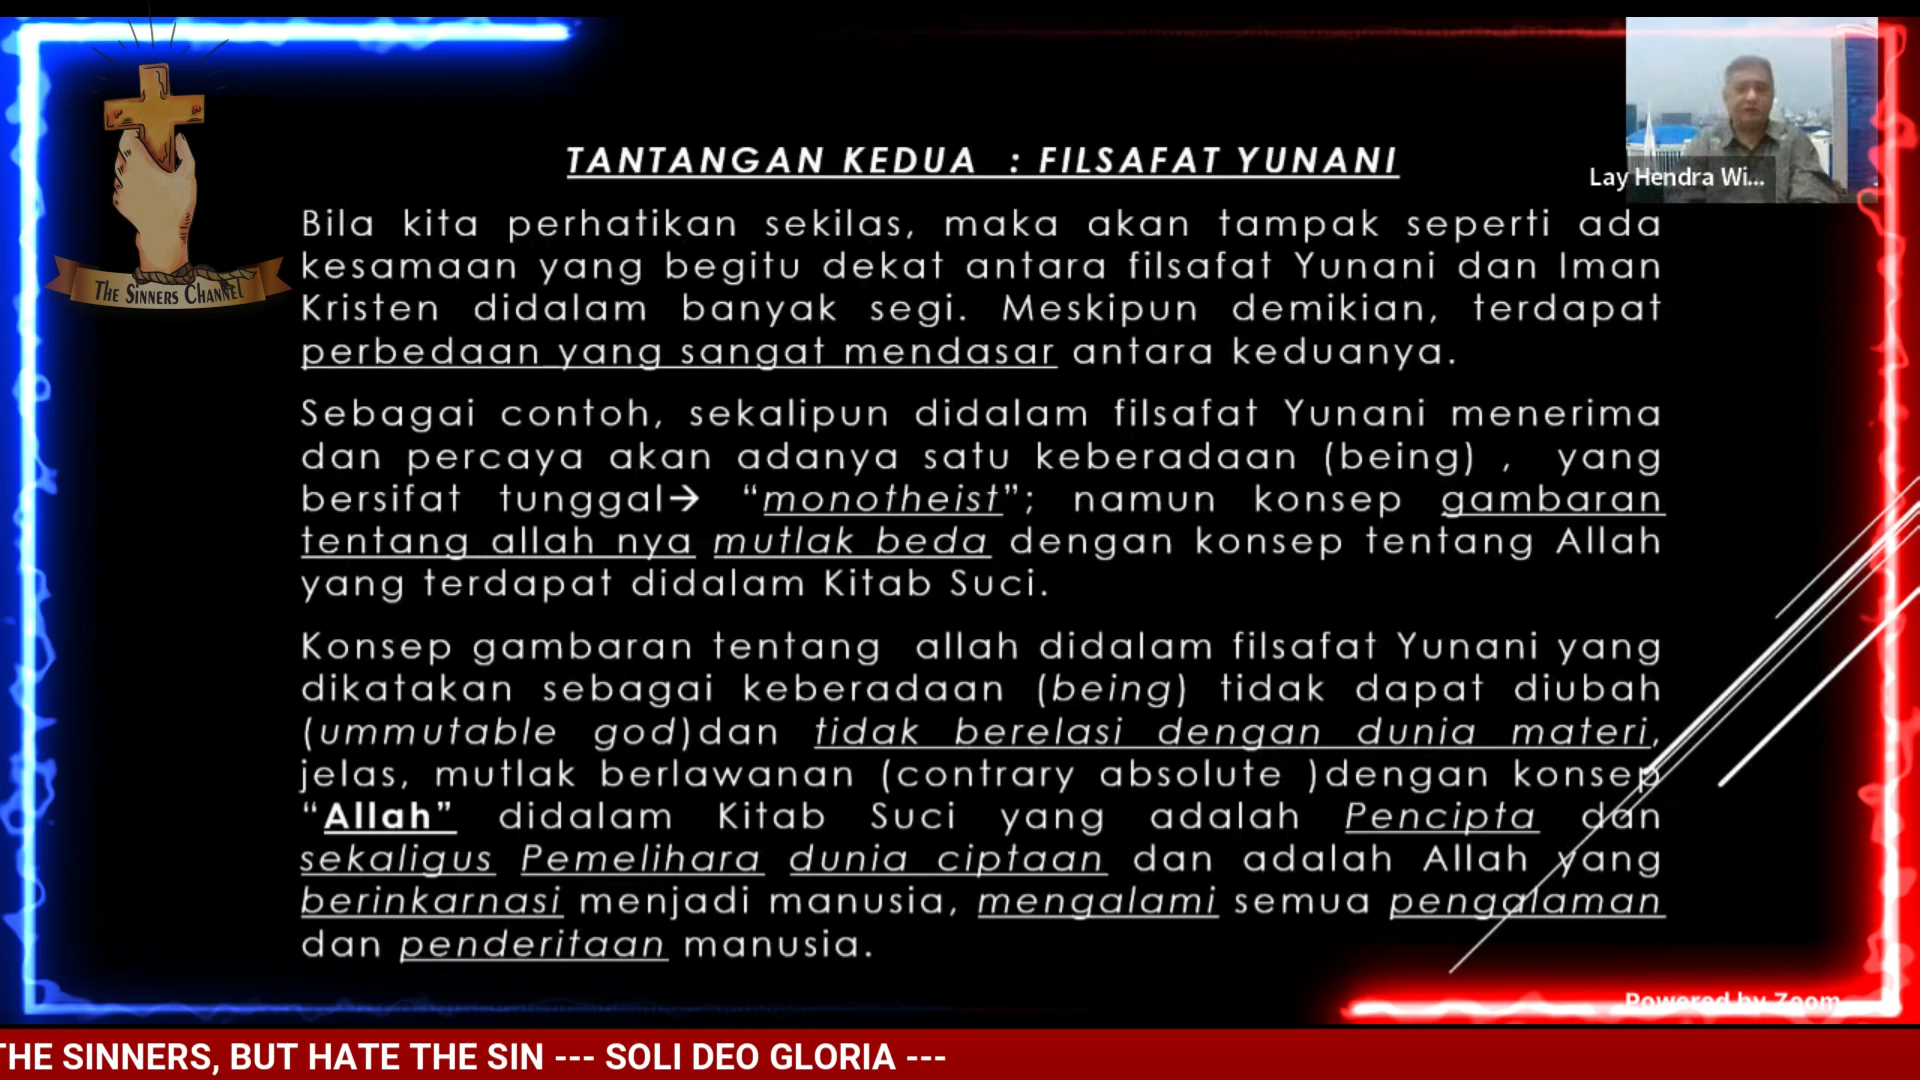 TANTANGAN KEDUA : FILSAFAT YUNANI
Lay Hendra Wi...
THE SINNERS CHANNEL
Bila kita perhatikan sekilas, maka akan tampak seperti ada
kesamaan yang begitu dekat antara filsafat Yunani dan Iman
Kristen didalam banyak segi. Meskipun demikian, terdapat
perbedaan yang sangat mendasar antara keduanya.
Sebagai contoh, sekalipun didalam filsafat Yunani menerima
dan percaya akan adanya satu keberadaan (being) , yang
bersifat tunggal→ “monotheist”; namun konsep gambaran
tentang allah nya mutlak beda dengan konsep tentang Allah
yang terdapat didalam Kitab Suci.
Konsep gambaran tentang allah didalam filsafat Yunani yang
dikatakan sebagai keberadaan (being) tidak dapat diubah
(ummutable god)dan tidak berelasi dengan dunia materi,
jelas, mutlak berlawanan (contrary absolute )dengan konsep
“Allah” didalam Kitab Suci yang adalah Pencipta dan
sekaligus Pemelihara dunia ciptaan dan adalah Allah yang
berinkarnasi menjadi manusia, mengalami semua pengalaman
dan penderitaan manusia.
Powered by Zoom
THE SINNERS, BUT HATE THE SIN --- SOLI DEO GLORIA ---